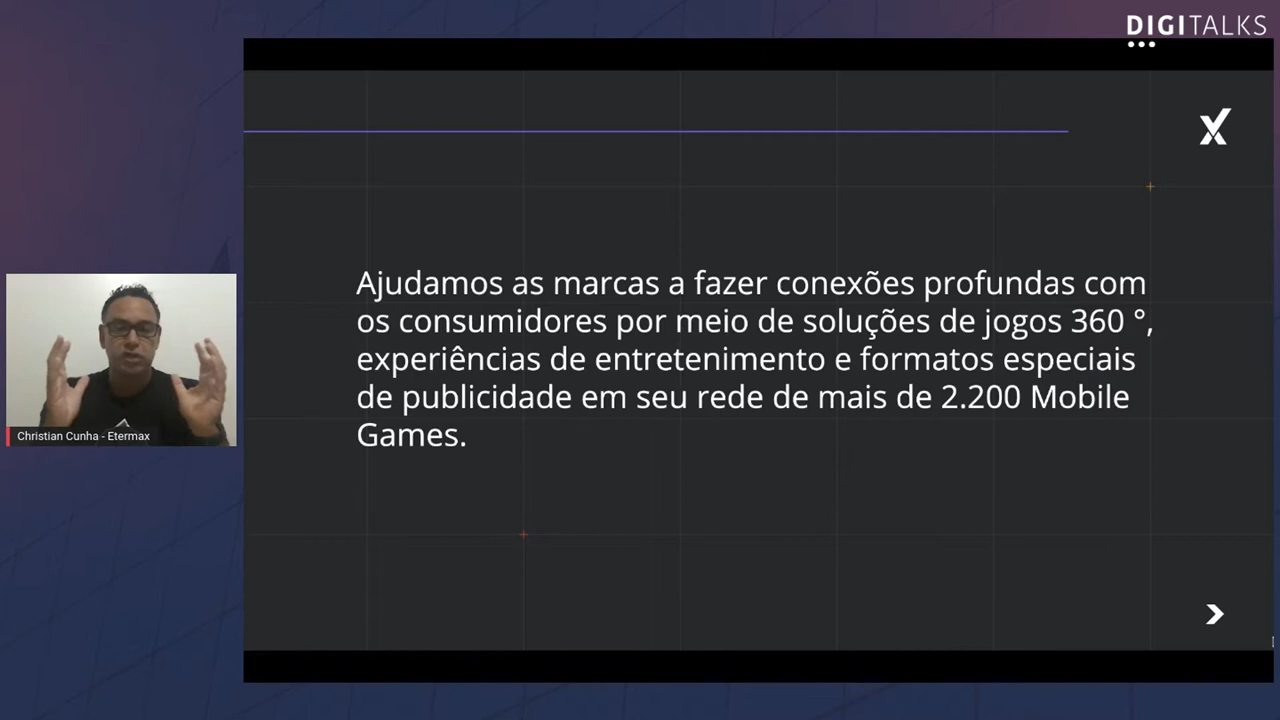 DIGITALKS
Ajudamos as marcas a fazer conexões profundas com
os consumidores por meio de soluções de jogos 360 °,
experiências de entretenimento e formatos especiais
de publicidade em seu rede de mais de 2.200 Mobile
Games.
Christian Cunha - Etermax